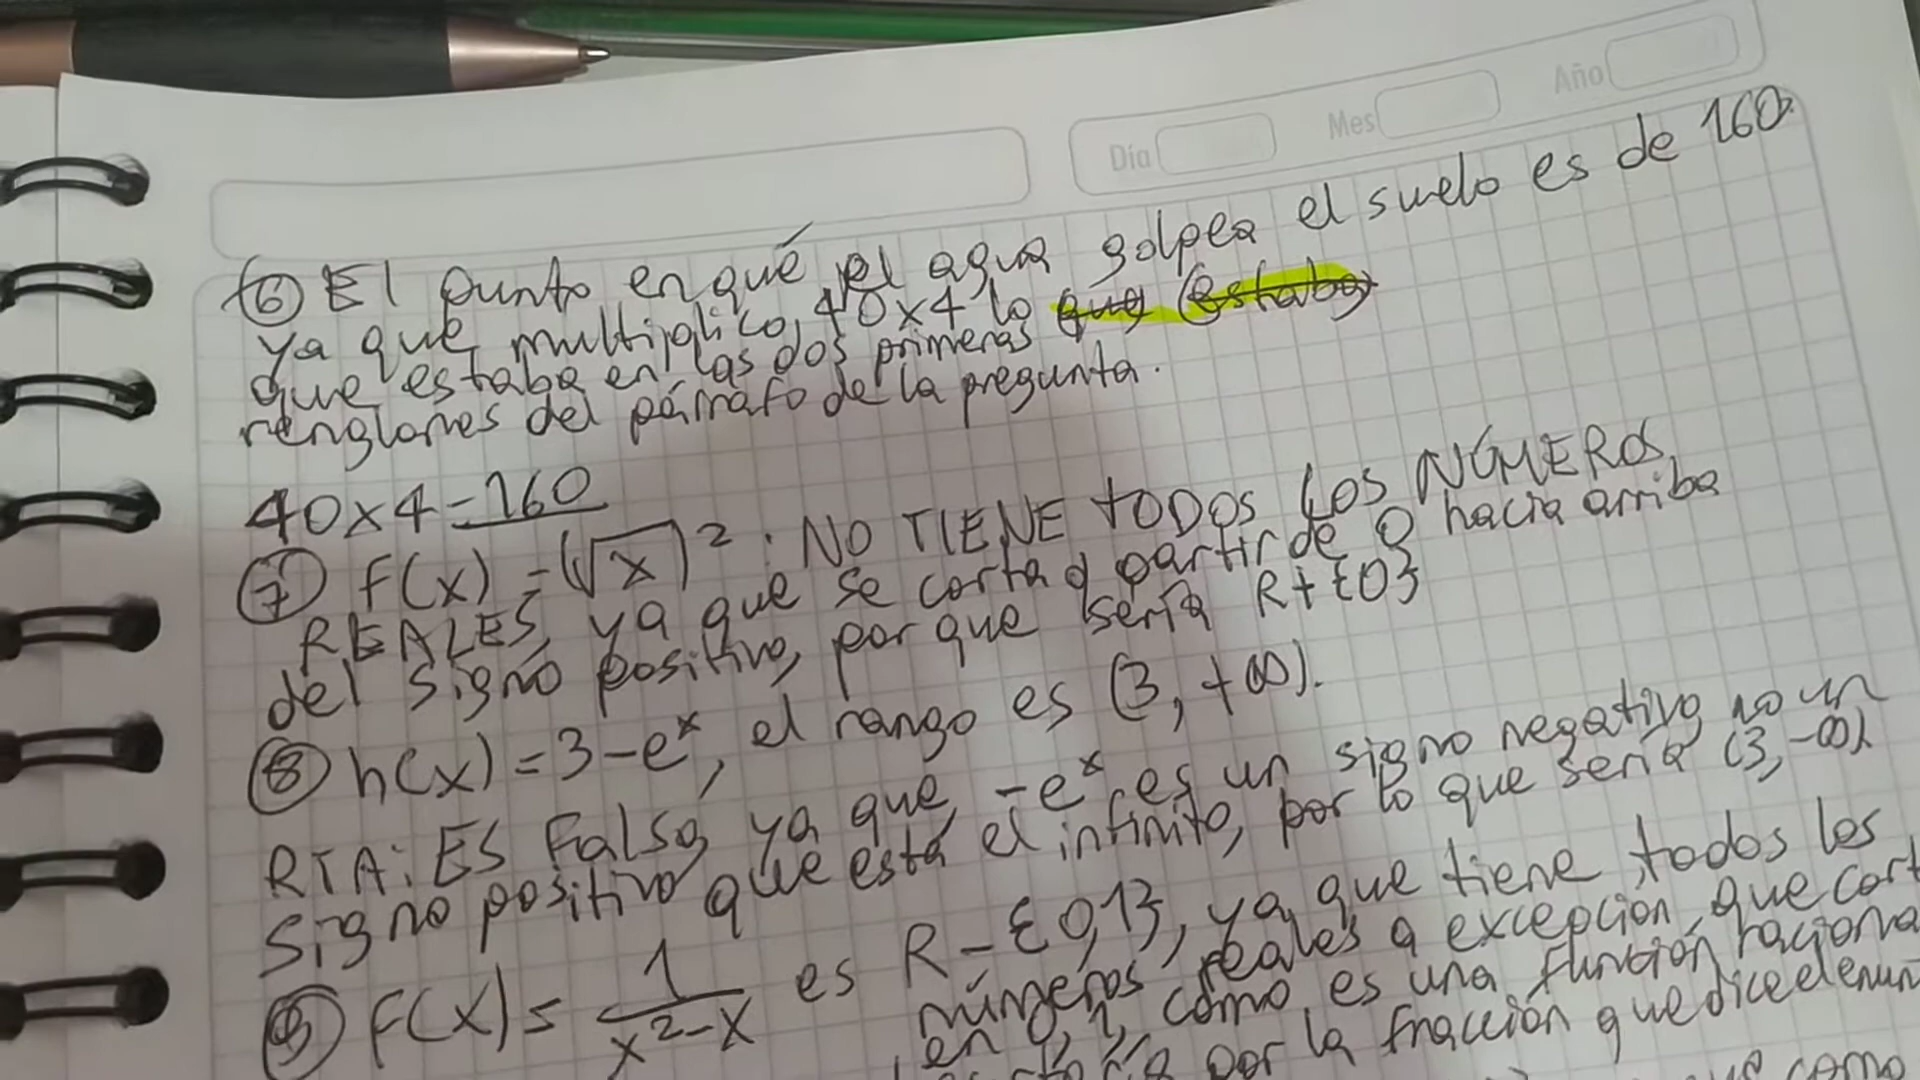 Día Mes Año
⑥ El punto en qué el agua golpea el suelo es de 160.
ya que multiplico 40x4 lo que estaba
que estaba en las dos primeras
renglones del párrafo de la pregunta.
40x4=160
⑦ f(x) = (√x)². NO TIENE TODOS LOS NÚMEROS
REALES, ya que se corta a partir de 0 hacia arriba
del signo positivo, por que sería R+{0}
⑧ h(x) = 3-eˣ, el rango es (3, +∞).
RTA: ES Falso, ya que, -eˣ es un signo negativo no un
signo positivo que está el infinito, por lo que sería (3, -∞).
⑨ f(x) = 1/x²-x es R-{0,1}, ya que tiene todos los
números reales a excepción que cort
en 0, 1, como es una función raciona
por la fracción que dice el enun
como